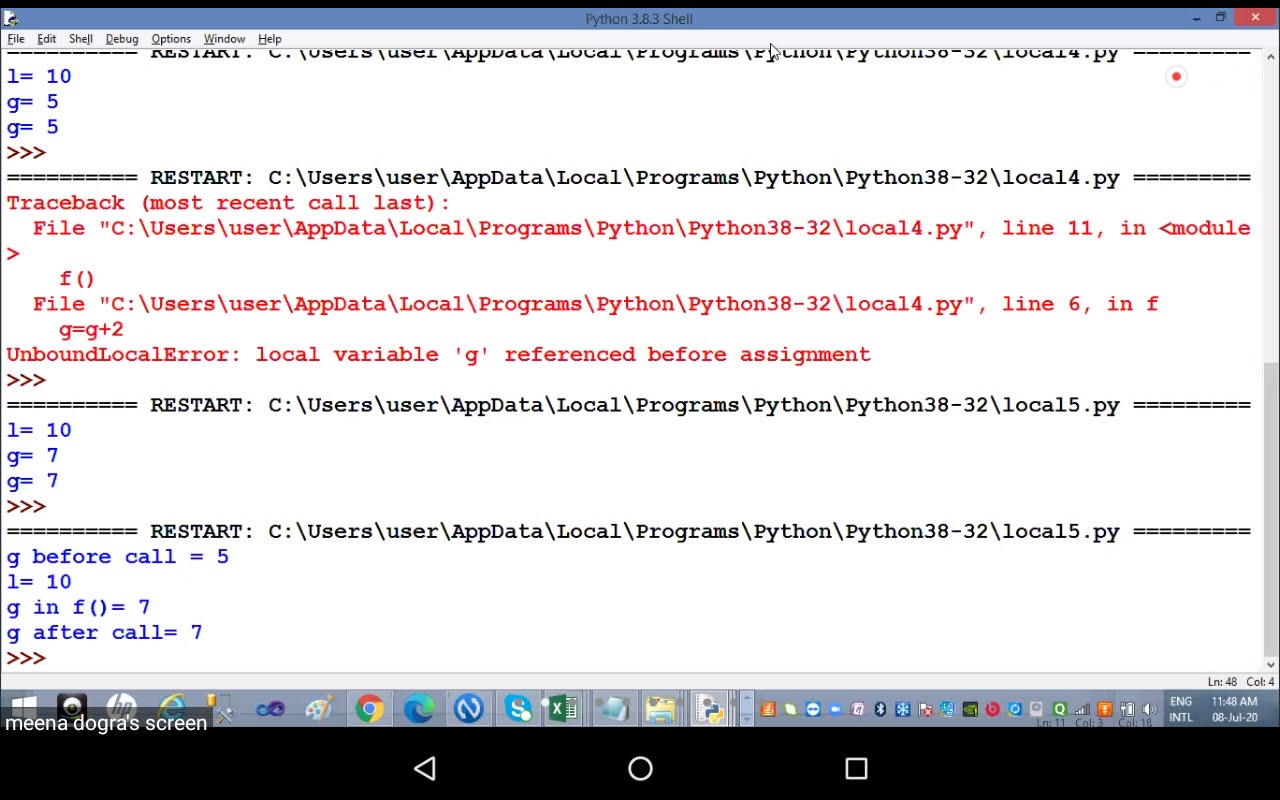 Python 3.8.3 Shell
File Edit Shell Debug Options Window Help
========== RESTART: C:\Users\user\AppData\Local\Programs\Python\Python38-32\local4.py =========
l= 10
g= 5
g= 5
>>>
========== RESTART: C:\Users\user\AppData\Local\Programs\Python\Python38-32\local4.py =========
Traceback (most recent call last):
  File "C:\Users\user\AppData\Local\Programs\Python\Python38-32\local4.py", line 11, in <module
>
    f()
  File "C:\Users\user\AppData\Local\Programs\Python\Python38-32\local4.py", line 6, in f
    g=g+2
UnboundLocalError: local variable 'g' referenced before assignment
>>>
========== RESTART: C:\Users\user\AppData\Local\Programs\Python\Python38-32\local5.py =========
l= 10
g= 7
g= 7
>>>
========== RESTART: C:\Users\user\AppData\Local\Programs\Python\Python38-32\local5.py =========
g before call = 5
l= 10
g in f()= 7
g after call= 7
>>>
Ln: 48 Col: 4
ENG 11:48 AM
INTL 08-Jul-20
Ln: 11 Col: 3 Col: 18
meena dogra's screen